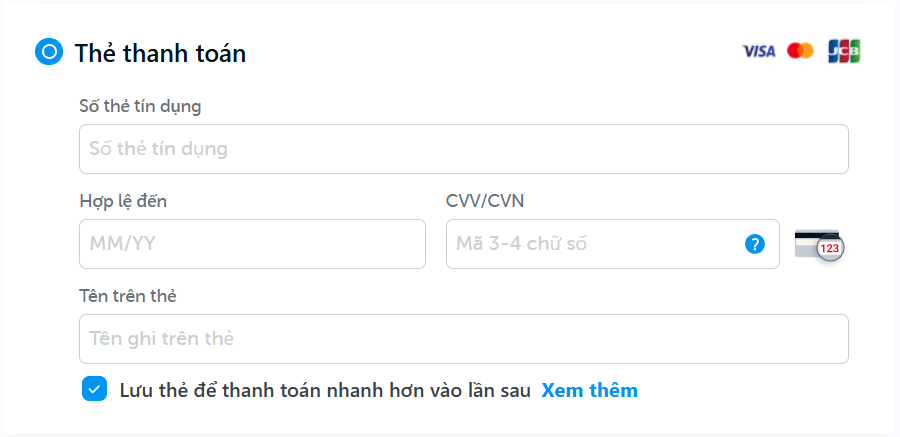 Thẻ thanh toán
VISA
JCB
Số thẻ tín dụng
Số thẻ tín dụng
Hợp lệ đến
CVV/CVN
MM/YY
Mã 3-4 chữ số
?
123
Tên trên thẻ
Tên ghi trên thẻ
Lưu thẻ để thanh toán nhanh hơn vào lần sau Xem thêm